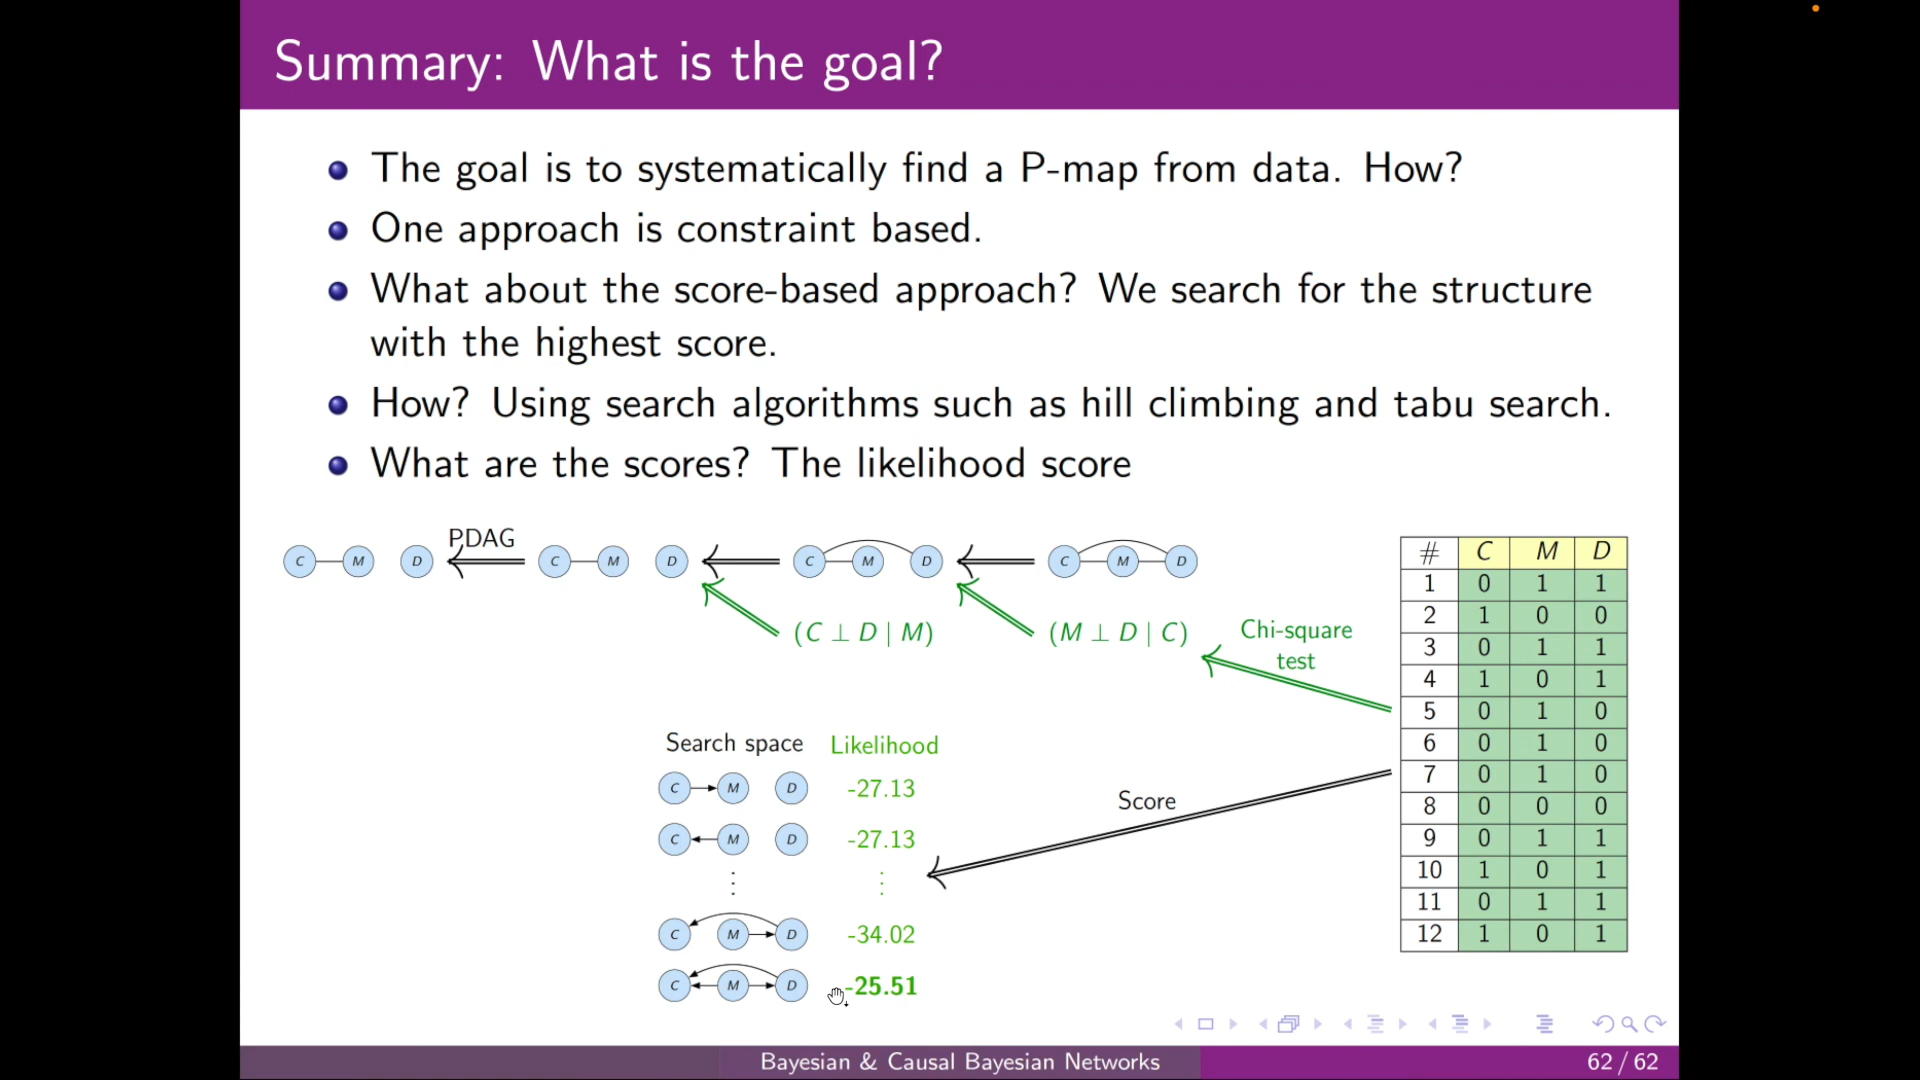 Summary: What is the goal?
The goal is to systematically find a P-map from data. How?
One approach is constraint based.
What about the score-based approach? We search for the structure
with the highest score.
How? Using search algorithms such as hill climbing and tabu search.
What are the scores? The likelihood score
PDAG
C M D C M D C M D C M D
(C ⊥ D | M) (M ⊥ D | C)
Chi-square
test
Search space Likelihood
C M D -27.13
C M D -27.13
⋮ ⋮
C M D -34.02
C M D -25.51
Score
# C M D
1 0 1 1
2 1 0 0
3 0 1 1
4 1 0 1
5 0 1 0
6 0 1 0
7 0 1 0
8 0 0 0
9 0 1 1
10 1 0 1
11 0 1 1
12 1 0 1
Bayesian & Causal Bayesian Networks
62 / 62